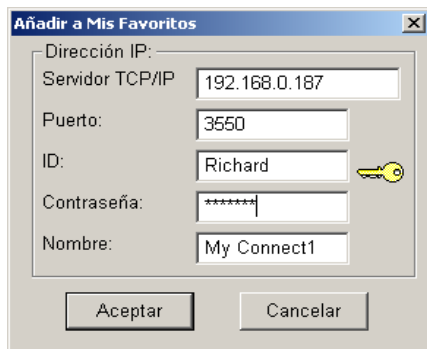 Añadir a Mis Favoritos
Dirección IP:
Servidor TCP/IP 192.168.0.187
Puerto: 3550
ID: Richard
Contraseña: *******
Nombre: My Connect1
Aceptar Cancelar